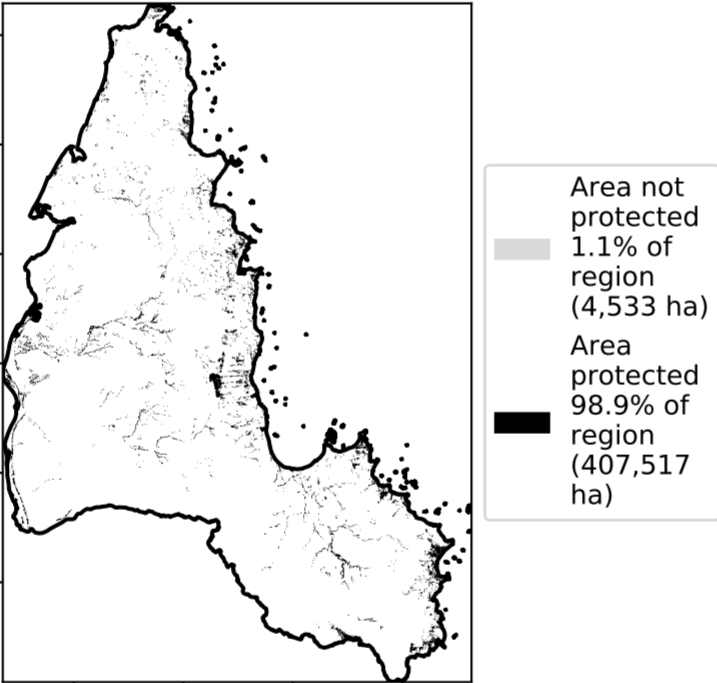 Area not
protected
1.1% of
region
(4,533 ha)
Area
protected
98.9% of
region
(407,517
ha)